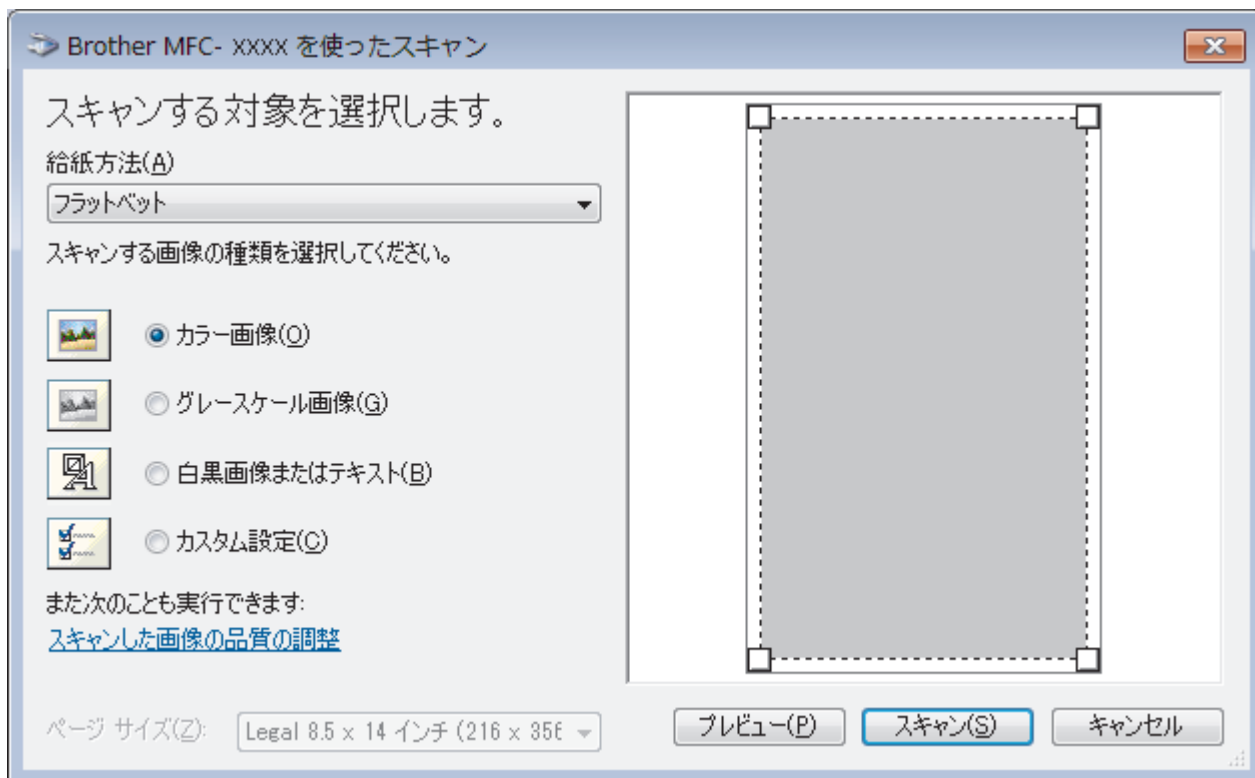 Brother MFC- xxxx を使ったスキャン
スキャンする対象を選択します。
給紙方法(A)
フラットベット
スキャンする画像の種類を選択してください。
カラー画像(O)
グレースケール画像(G)
白黒画像またはテキスト(B)
カスタム設定(C)
また次のことも実行できます:
スキャンした画像の品質の調整
ページ サイズ(Z):
Legal 8.5 x 14 インチ (216 x 356
プレビュー(P)
スキャン(S)
キャンセル